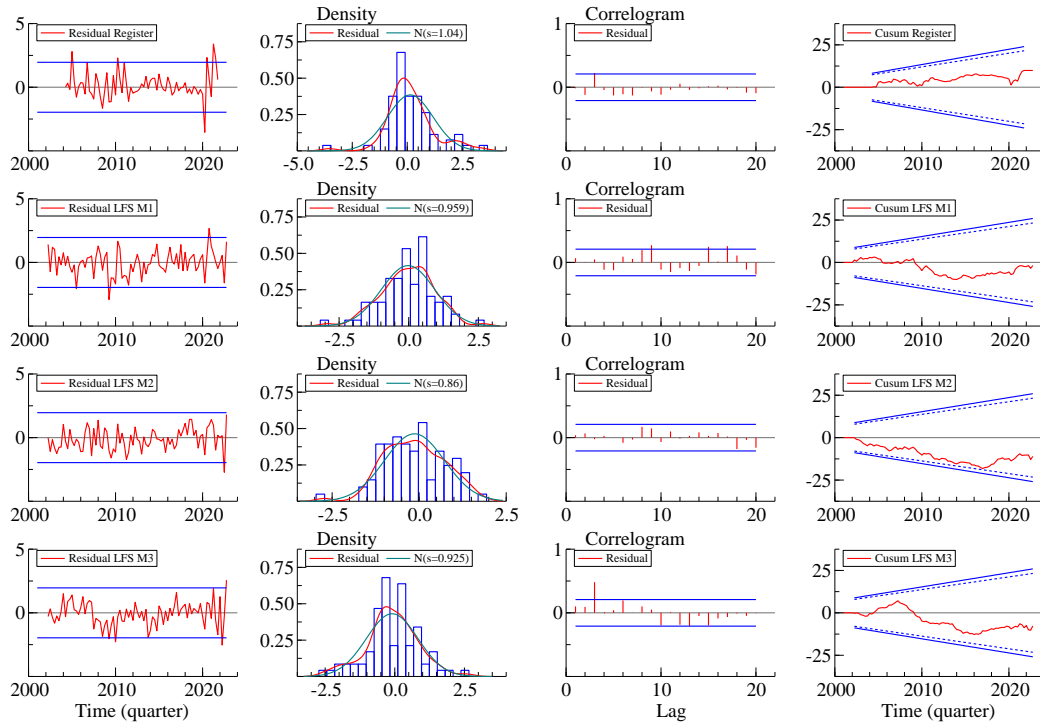 Density
Correlogram
5
Residual Register
0
2000
2010
2020
0.75
Residual
N(s=1.04)
0.50
0.25
-5.0
-2.5
0.0
2.5
1
Residual
0
0
10
20
25
Cusum Register
0
-25
2000
2010
2020
Density
Correlogram
5
Residual LFS M1
0
-5
2000
2010
2020
0.75
Residual
N(s=0.959)
0.50
0.25
-2.5
0.0
2.5
1
Residual
0
0
10
20
25
Cusum LFS M1
0
-25
2000
2010
2020
Density
Correlogram
5
Residual LFS M2
0
-5
2000
2010
2020
0.75
Residual
N(s=0.86)
0.50
0.25
-2.5
0.0
2.5
1
Residual
0
0
10
20
25
Cusum LFS M2
0
-25
2000
2010
2020
Density
Correlogram
5
Residual LFS M3
0
2000
2010
2020
0.75
Residual
N(s=0.925)
0.50
0.25
-2.5
0.0
2.5
1
Residual
0
0
10
20
25
Cusum LFS M3
0
-25
2000
2010
2020
Time (quarter)
Lag
Time (quarter)